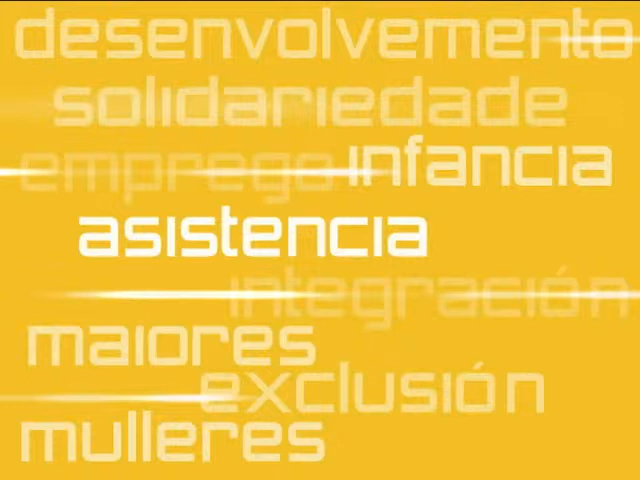 desenvolvemento
solidariedade
emprego infancia
asistencia
integración
maiores
exclusión
mulleres